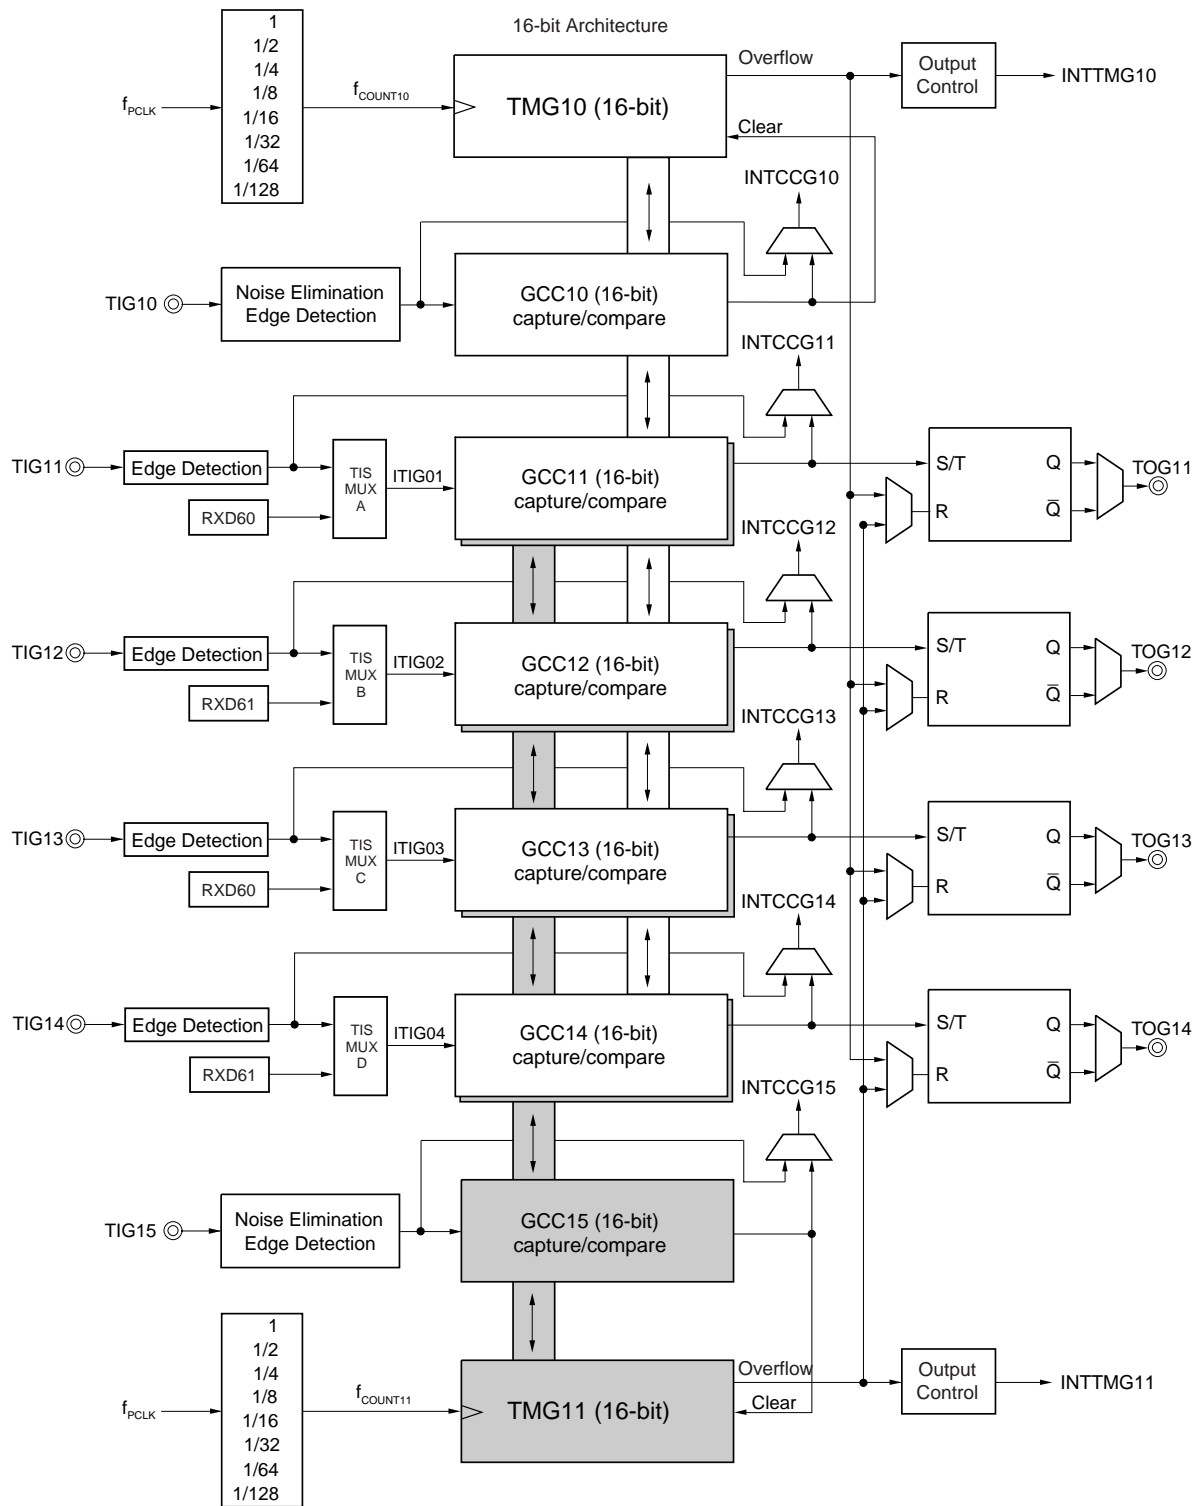 16-bit Architecture
1
1/2
1/4
1/8
1/16
1/32
1/64
1/128
fPCLK
fCOUNT10
TMG10 (16-bit)
Overflow
Clear
Output
Control
INTTMG10
INTCCG10
TIG10
Noise Elimination
Edge Detection
GCC10 (16-bit)
capture/compare
INTCCG11
TIG11
Edge Detection
RXD60
TIS
MUX
A
ITIG01
GCC11 (16-bit)
capture/compare
S/T
R
Q
Q̅
TOG11
INTCCG12
TIG12
Edge Detection
RXD61
TIS
MUX
B
ITIG02
GCC12 (16-bit)
capture/compare
S/T
R
Q
Q̅
TOG12
INTCCG13
TIG13
Edge Detection
RXD60
TIS
MUX
C
ITIG03
GCC13 (16-bit)
capture/compare
S/T
R
Q
Q̅
TOG13
INTCCG14
TIG14
Edge Detection
RXD61
TIS
MUX
D
ITIG04
GCC14 (16-bit)
capture/compare
S/T
R
Q
Q̅
TOG14
INTCCG15
TIG15
Noise Elimination
Edge Detection
GCC15 (16-bit)
capture/compare
1
1/2
1/4
1/8
1/16
1/32
1/64
1/128
fPCLK
fCOUNT11
TMG11 (16-bit)
Overflow
Clear
Output
Control
INTTMG11